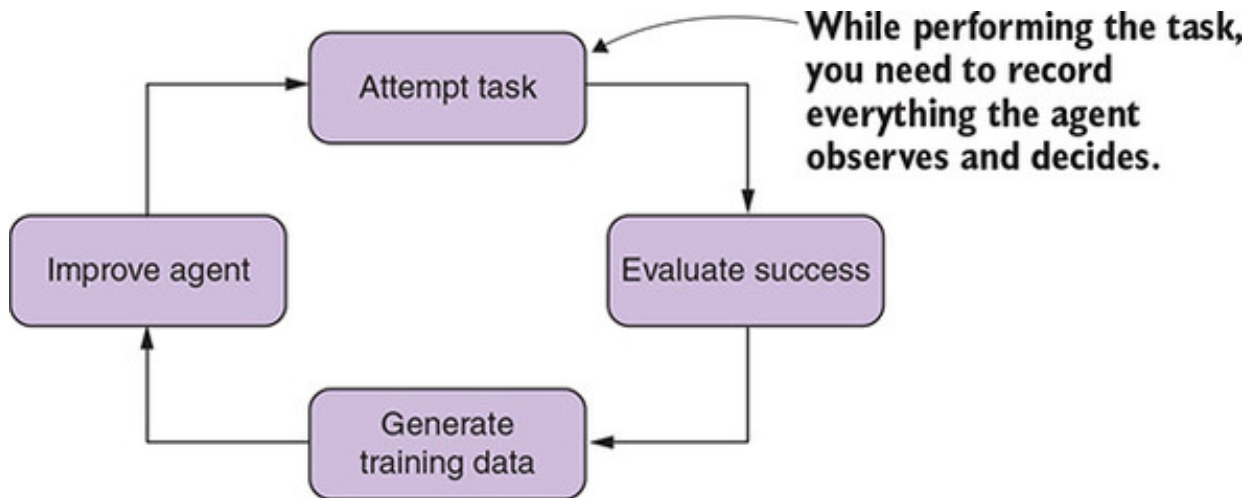 While performing the task,
you need to record
everything the agent
observes and decides.
Attempt task
Improve agent
Evaluate success
Generate
training data